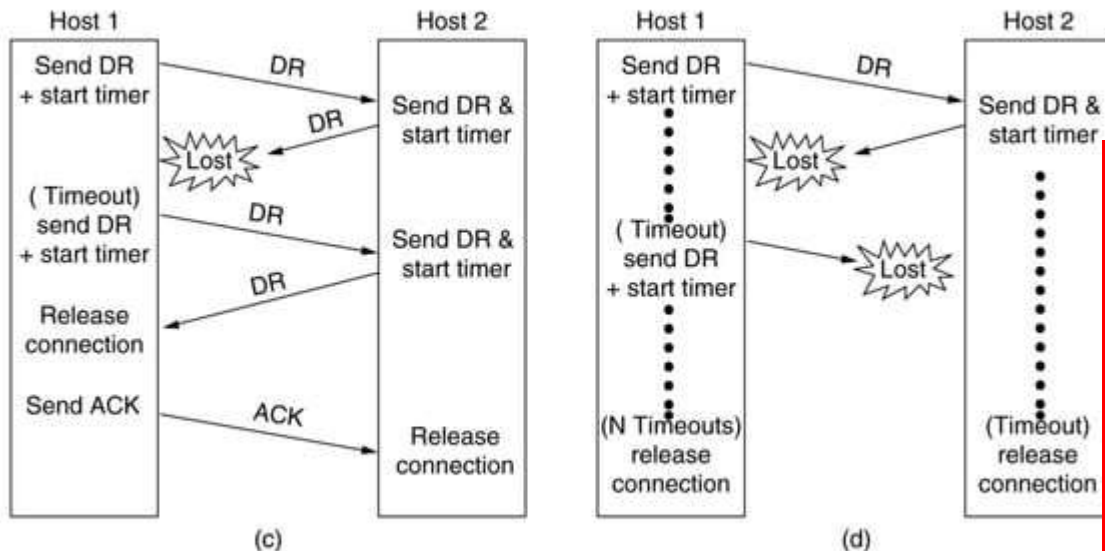 Host 1
Host 2
Send DR
+ start timer
DR
Send DR &
start timer
DR
Lost
( Timeout)
send DR
+ start timer
DR
Send DR &
start timer
DR
Release
connection
Send ACK
ACK
Release
connection
(c)
Host 1
Host 2
Send DR
+ start timer
DR
Send DR &
start timer
Lost
( Timeout)
send DR
+ start timer
Lost
(N Timeouts)
release
connection
(Timeout)
release
connection
(d)